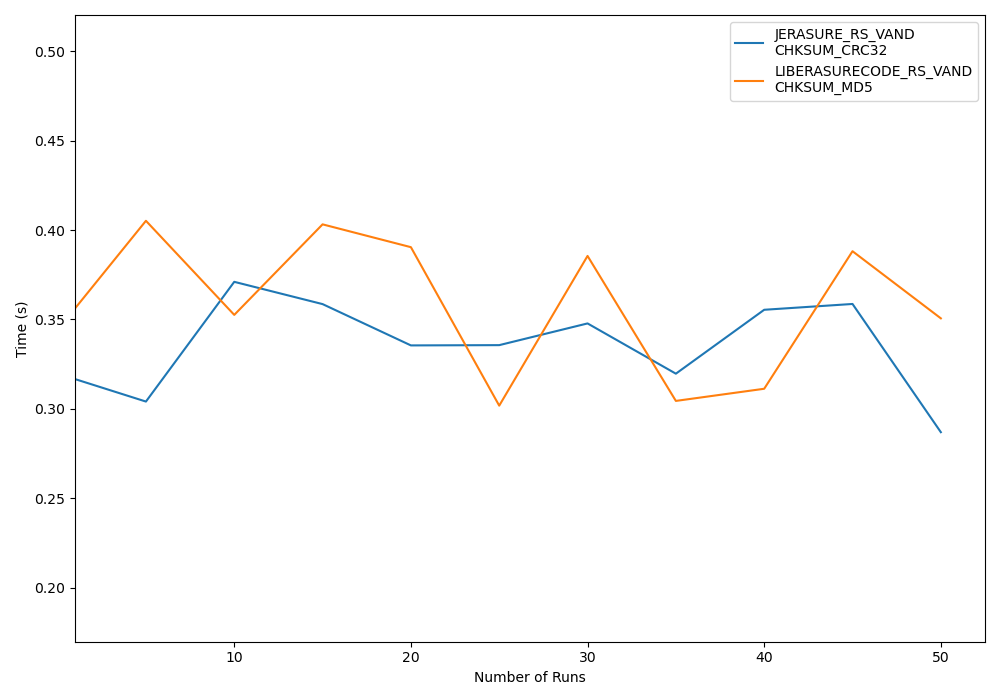 JERASURE_RS_VAND
CHKSUM_CRC32
LIBERASURECODE_RS_VAND
CHKSUM_MD5
0.50
0.45
0.40
0.35
0.30
0.25
0.20
Time (s)
10 20 30 40 50
Number of Runs